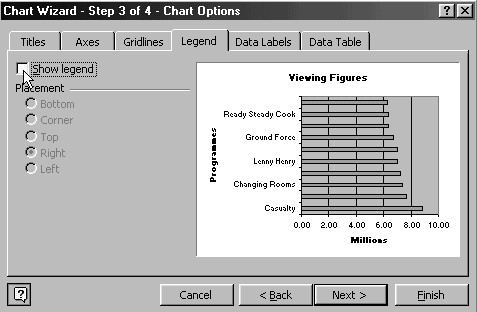 Chart Wizard - Step 3 of 4 - Chart Options
Titles
Axes
Gridlines
Legend
Data Labels
Data Table
Show legend
Placement
Bottom
Corner
Top
Right
Left
Viewing Figures
Programmes
Ready Steady Cook
Ground Force
Lenny Henry
Changing Rooms
Casualty
0.00 2.00 4.00 6.00 8.00 10.00
Millions
Cancel
< Back
Next >
Finish